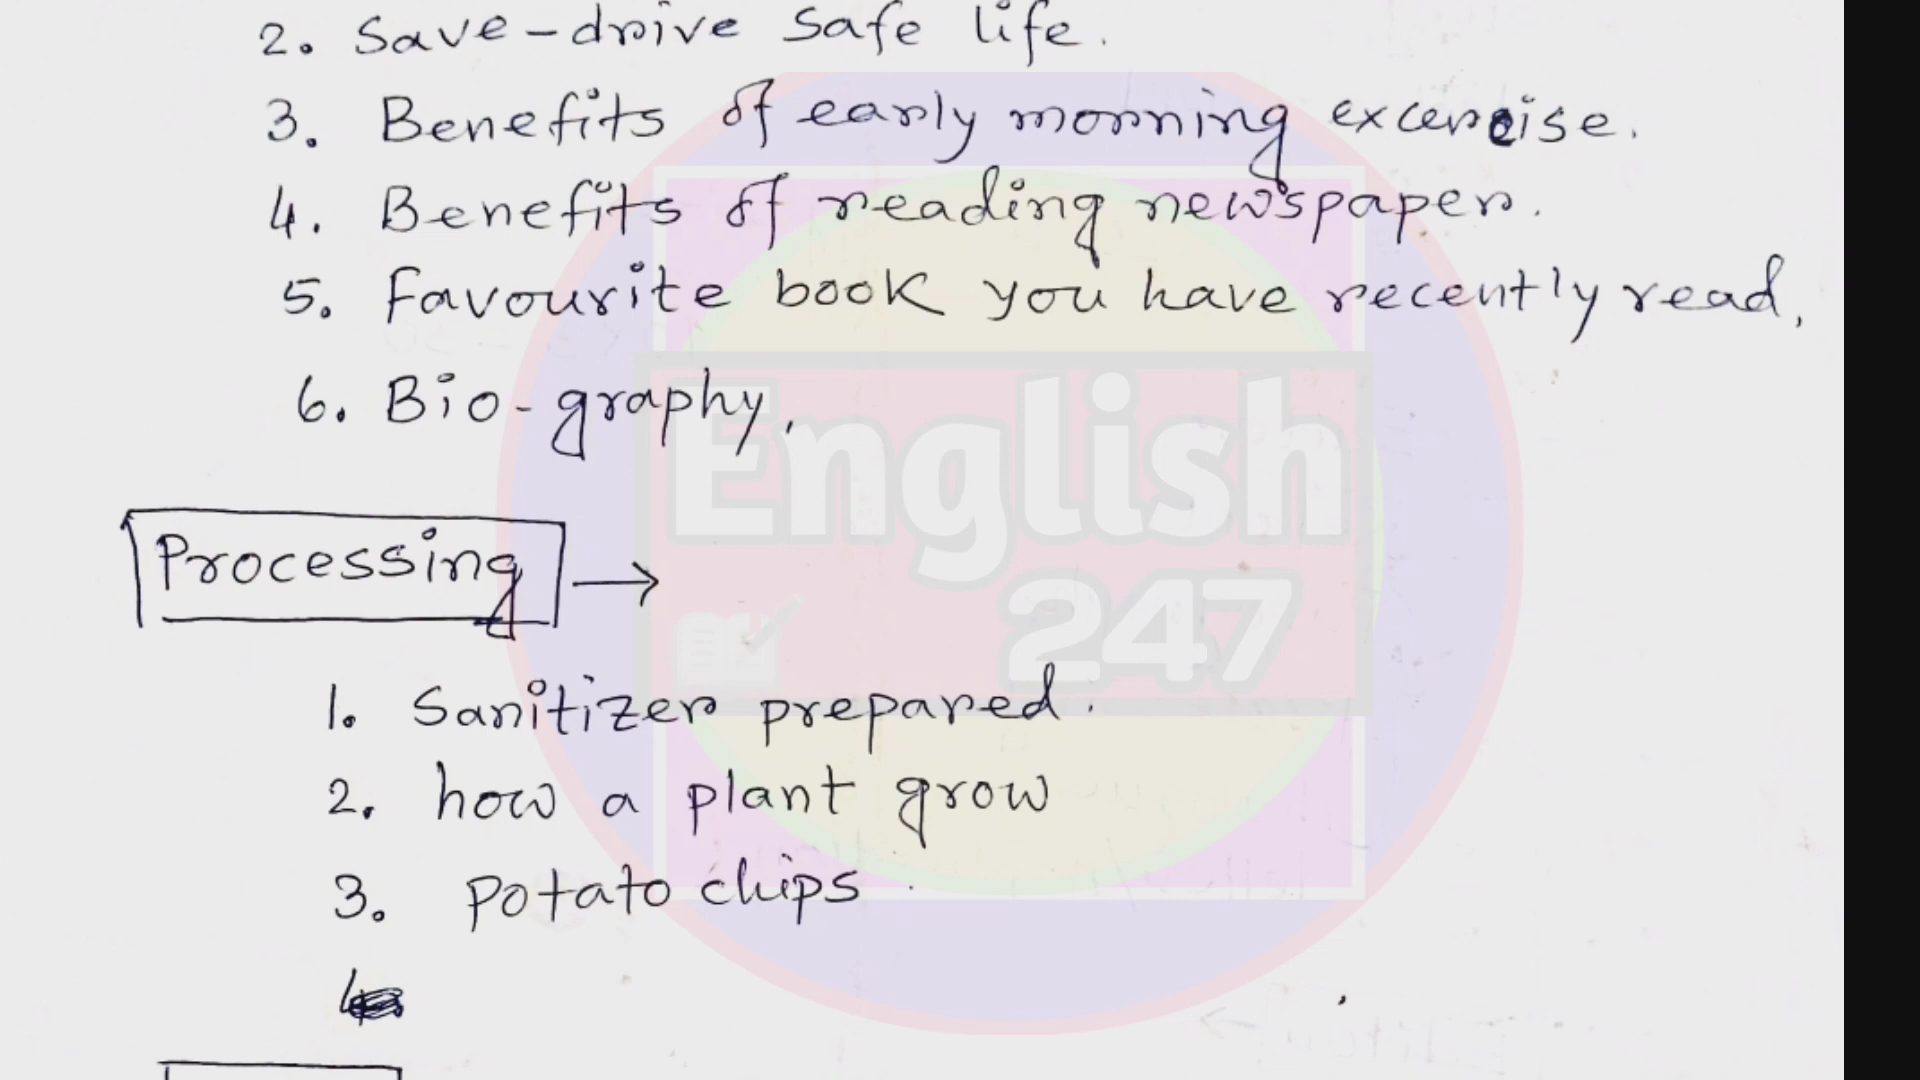 2. Save-drive safe life.
3. Benefits of early morning excercise.
4. Benefits of reading newspaper.
5. Favourite book you have recently read.
6. Bio-graphy.
English
Processing →
247
1. Sanitizer prepared.
2. how a plant grow
3. Potato chips